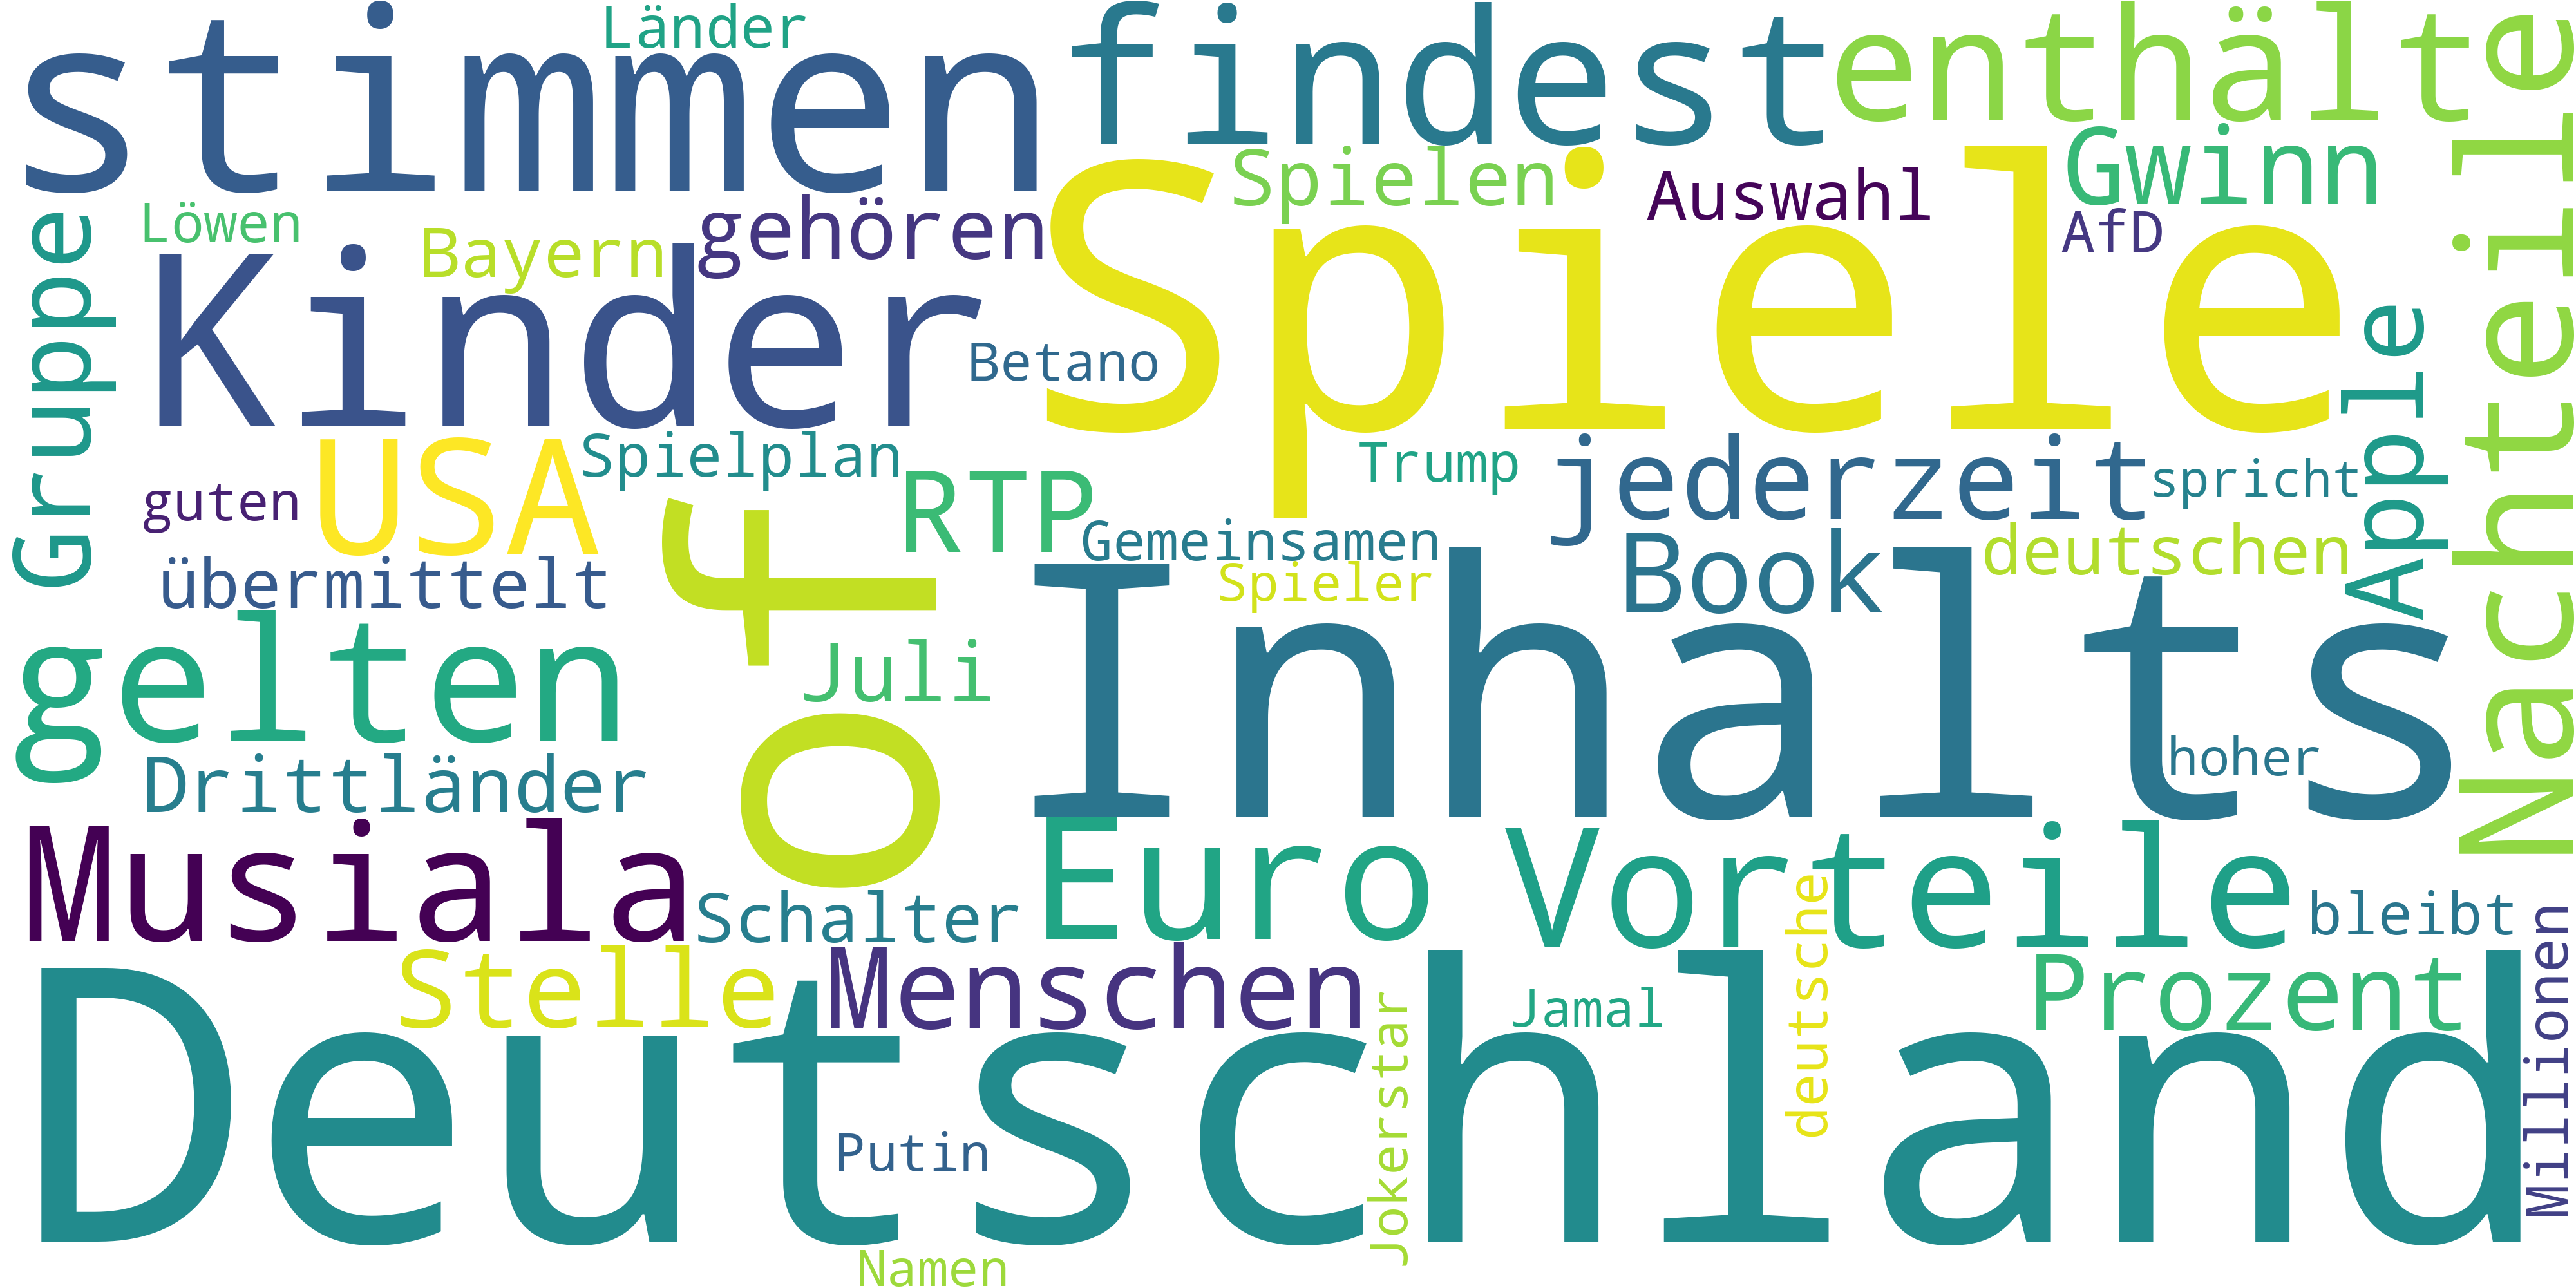 Länder
stimmen
findest
enthält
Nachteile
Spielen
Auswahl
Gwinn
AfD
Löwen
Bayern
gehören
Gruppe
Kinder
Spiele
Betano
Apple
USA
Spielplan
RTP
Trump
jederzeit
spricht
guten
Gemeinsamen
Book
deutschen
übermittelt
of
Spieler
Inhalts
gelten
Juli
hoher
Drittländer
Musiala
Euro
Vorteile
Schalter
bleibt
deutsche
Millionen
Stelle
Menschen
Jamal
Prozent
Deutschland
Putin
Jokerstar
Namen